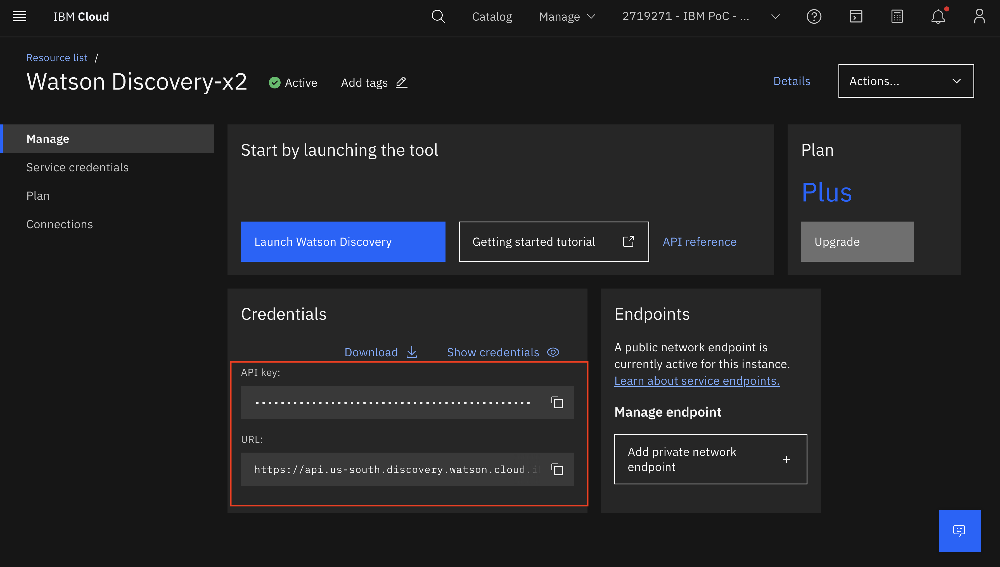 IBM Cloud
Catalog
Manage
2719271 - IBM PoC - ...
Resource list /
Watson Discovery-x2
Active
Add tags
Details
Actions...
Manage
Service credentials
Plan
Connections
Start by launching the tool
Launch Watson Discovery
Getting started tutorial
API reference
Plan
Plus
Upgrade
Credentials
Download
Show credentials
API key:
••••••••••••••••••••••••••••••••••••••••••••
URL:
https://api.us-south.discovery.watson.cloud.i
Endpoints
A public network endpoint is
currently active for this instance.
Learn about service endpoints.
Manage endpoint
Add private network
endpoint
+